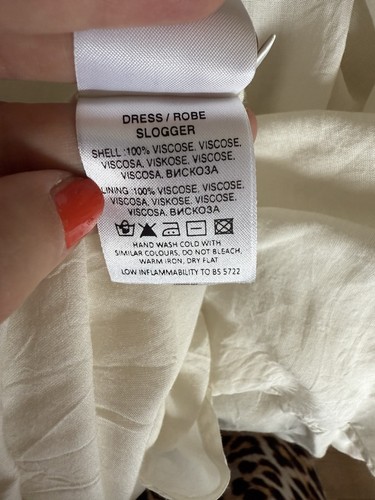 DRESS / ROBE
SLOGGER
SHELL :100% VISCOSE, VISCOSE,
VISCOSA, VISKOSE, VISCOSE,
VISCOSA, ВИСКОЗА
LINING :100% VISCOSE, VISCOSE,
VISCOSA, VISKOSE, VISCOSE,
VISCOSA, ВИСКОЗА
HAND WASH COLD WITH
SIMILAR COLOURS, DO NOT BLEACH,
WARM IRON, DRY FLAT
LOW INFLAMMABILITY TO BS 5722